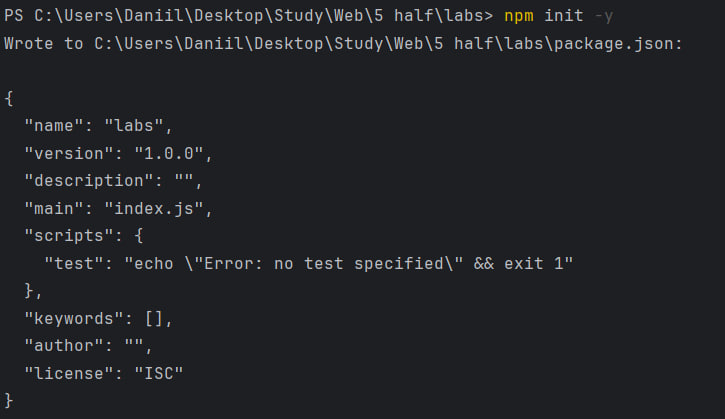 PS C:\Users\Daniil\Desktop\Study\Web\5 half\labs> npm init -y
Wrote to C:\Users\Daniil\Desktop\Study\Web\5 half\labs\package.json:
{
"name": "labs",
"version": "1.0.0",
"description": "",
"main": "index.js",
"scripts": {
"test": "echo \"Error: no test specified\" && exit 1"
},
"keywords": [],
"author": "",
"license": "ISC"
}